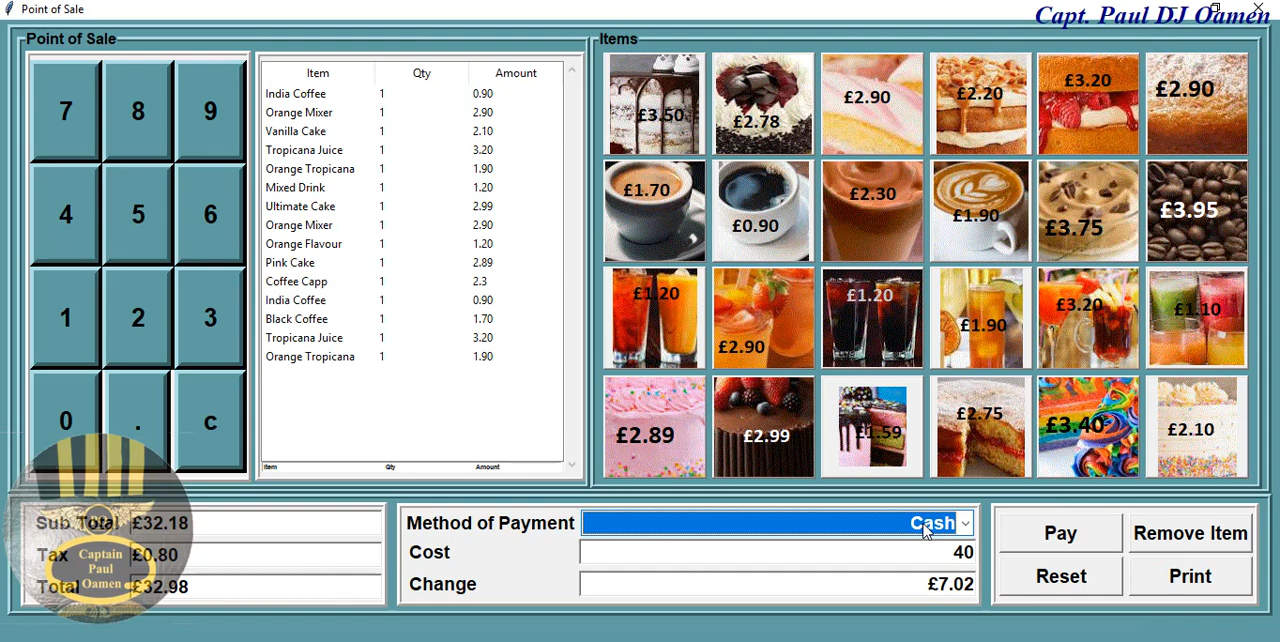 Point of Sale
Capt. Paul DJ Oamen
Point of Sale
7 8 9
4 5 6
1 2 3
0 . c
Item Qty Amount
India Coffee 1 0.90
Orange Mixer 1 2.90
Vanilla Cake 1 2.10
Tropicana Juice 1 3.20
Orange Tropicana 1 1.90
Mixed Drink 1 1.20
Ultimate Cake 1 2.99
Orange Mixer 1 2.90
Orange Flavour 1 1.20
Pink Cake 1 2.89
Coffee Capp 1 2.3
India Coffee 1 0.90
Black Coffee 1 1.70
Tropicana Juice 1 3.20
Orange Tropicana 1 1.90
Item Qty Amount
Items
£3.50 £2.78 £2.90 £2.20 £3.20 £2.90
£1.70 £0.90 £2.30 £1.90 £3.75 £3.95
£1.20 £2.90 £1.20 £1.90 £3.20 £1.10
£2.89 £2.99 £1.59 £2.75 £3.40 £2.10
Sub Total £32.18
Tax £0.80
Total £32.98
Captain
Paul
Oamen
Method of Payment Cash
Cost 40
Change £7.02
Pay Remove Item
Reset Print